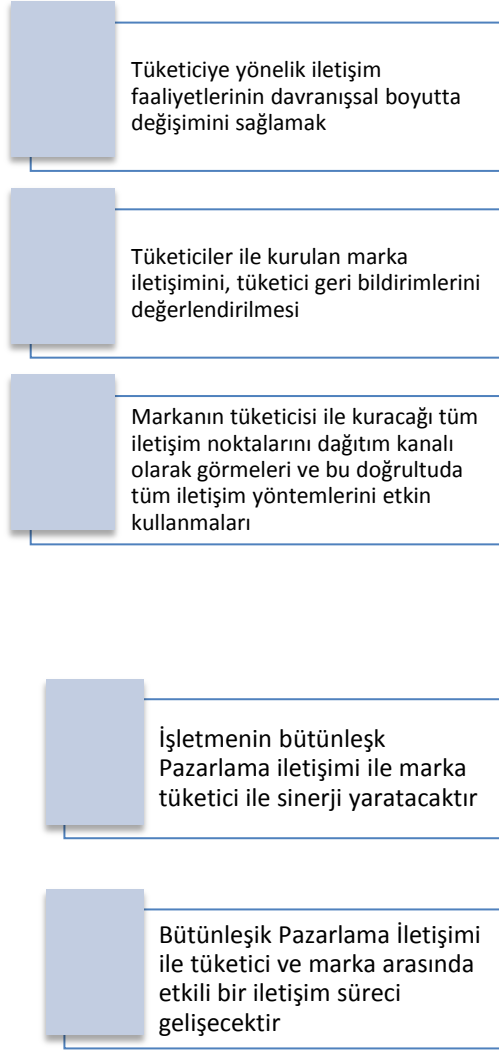 Tüketiciye yönelik iletişim
faaliyetlerinin davranışsal boyutta
değişimini sağlamak
Tüketiciler ile kurulan marka
iletişimini, tüketici geri bildirimlerini
değerlendirilmesi
Markanın tüketicisi ile kuracağı tüm
iletişim noktalarını dağıtım kanalı
olarak görmeleri ve bu doğrultuda
tüm iletişim yöntemlerini etkin
kullanmaları
İşletmenin bütünleşk
Pazarlama iletişimi ile marka
tüketici ile sinerji yaratacaktır
Bütünleşik Pazarlama İletişimi
ile tüketici ve marka arasında
etkili bir iletişim süreci
gelişecektir